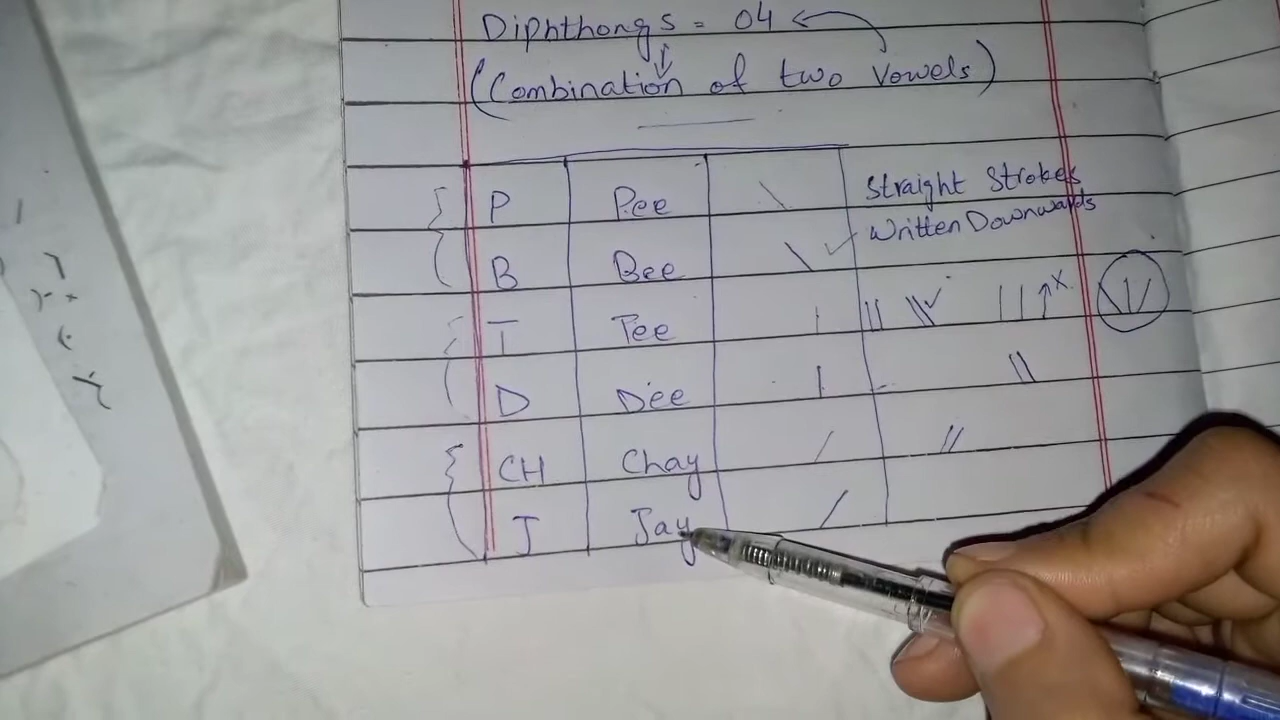 Diphthongs = 04
(Combination of two Vowels)
P Pee \ Straight Strokes
Written Downwards
B Bee \
T Tee |
D Dee |
CH Chay /
J Jay /